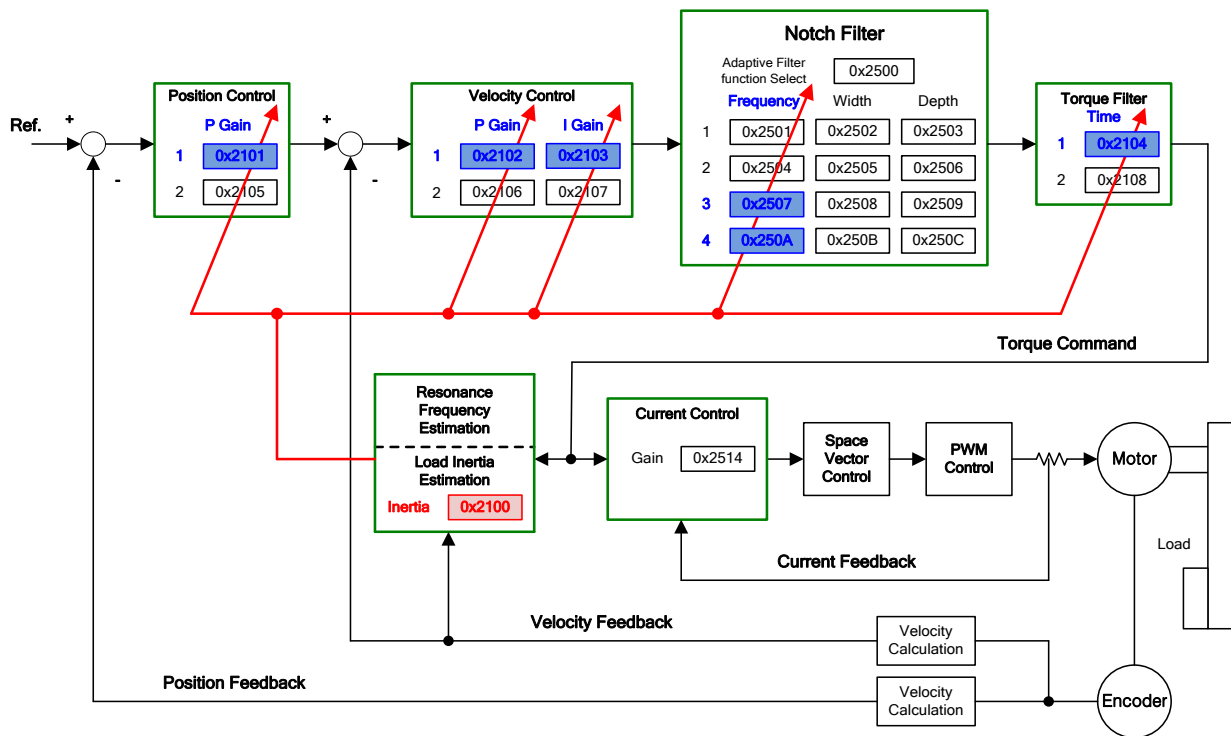 Ref.
+
-
Position Control
P Gain
1 0x2101
2 0x2105
+
-
Velocity Control
P Gain I Gain
1 0x2102 0x2103
2 0x2106 0x2107
Notch Filter
Adaptive Filter
function Select
0x2500
Frequency Width Depth
1 0x2501 0x2502 0x2503
2 0x2504 0x2505 0x2506
3 0x2507 0x2508 0x2509
4 0x250A 0x250B 0x250C
Torque Filter
Time
1 0x2104
2 0x2108
Torque Command
Resonance
Frequency
Estimation
Load Inertia
Estimation
Inertia 0x2100
Current Control
Gain 0x2514
Space
Vector
Control
PWM
Control
Motor
Load
Current Feedback
Velocity Feedback
Velocity
Calculation
Position Feedback
Velocity
Calculation
Encoder